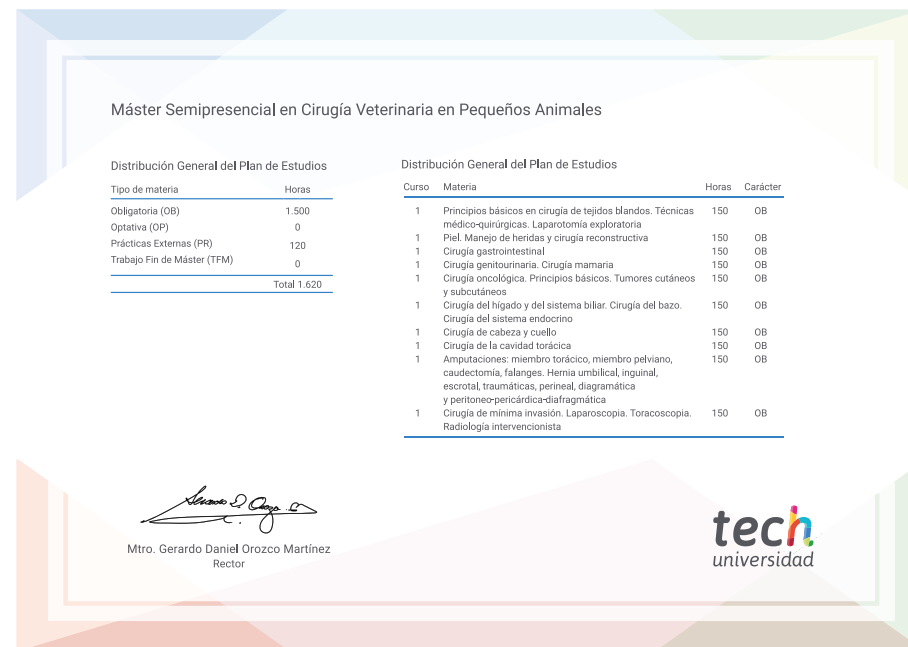 Máster Semipresencial en Cirugía Veterinaria en Pequeños Animales
Distribución General del Plan de Estudios
Tipo de materia Horas
Obligatoria (OB) 1.500
Optativa (OP) 0
Prácticas Externas (PR) 120
Trabajo Fin de Máster (TFM) 0
Total 1.620
Distribución General del Plan de Estudios
Curso Materia Horas Carácter
1 Principios básicos en cirugía de tejidos blandos. Técnicas 150 OB
médico-quirúrgicas. Laparotomía exploratoria
1 Piel. Manejo de heridas y cirugía reconstructiva 150 OB
1 Cirugía gastrointestinal 150 OB
1 Cirugía genitourinaria. Cirugía mamaria 150 OB
1 Cirugía oncológica. Principios básicos. Tumores cutáneos 150 OB
y subcutáneos
1 Cirugía del hígado y del sistema biliar. Cirugía del bazo. 150 OB
Cirugía del sistema endocrino
1 Cirugía de cabeza y cuello 150 OB
1 Cirugía de la cavidad torácica 150 OB
1 Amputaciones: miembro torácico, miembro pelviano, 150 OB
caudectomía, falanges. Hernia umbilical, inguinal,
escrotal, traumáticas, perineal, diagramática
y peritoneo-pericárdica-diafragmática
1 Cirugía de mínima invasión. Laparoscopia. Toracoscopia. 150 OB
Radiología intervencionista
Mtro. Gerardo Daniel Orozco Martínez
Rector
tech
universidad